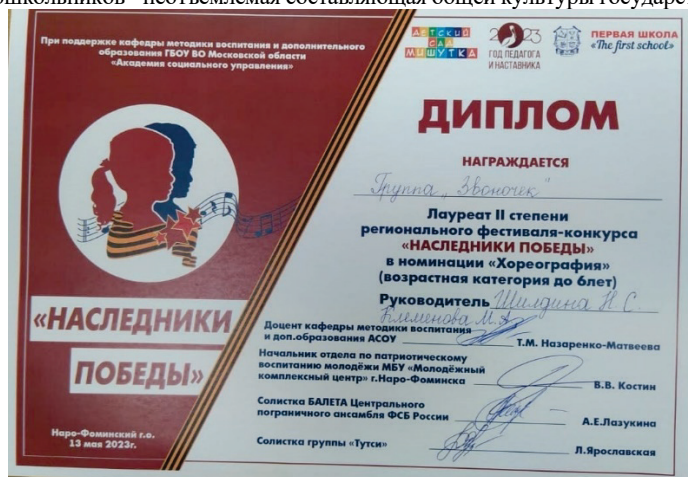 неотъемлемая составляющая общей культуры государс
При поддержке кафедры методики воспитания и дополнительного
образования ГБОУ ВО Московской области
«Академия социального управления»
«НАСЛЕДНИКИ
ПОБЕДЫ»
Наро-Фоминский г.о.
13 мая 2023г.
ДЕТСКИЙ
САД
МИШУТКА
2023
ГОД ПЕДАГОГА
И НАСТАВНИКА
ПЕРВАЯ ШКОЛА
«The first school»
ДИПЛОМ
НАГРАЖДАЕТСЯ
Группа „Звоночек"
Лауреат II степени
регионального фестиваля-конкурса
«НАСЛЕДНИКИ ПОБЕДЫ»
в номинации «Хореография»
(возрастная категория до 6лет)
Руководитель Шилдина Н.С.
Клеменова М.А.
Доцент кафедры методики воспитания
и доп.образования АСОУ Т.М. Назаренко-Матвеева
Начальник отдела по патриотическому
воспитанию молодёжи МБУ «Молодёжный
комплексный центр» г.Наро-Фоминска В.В. Костин
Солистка БАЛЕТА Центрального
пограничного ансамбля ФСБ России А.Е.Лазукина
Солистка группы «Тутси» Л.Ярославская